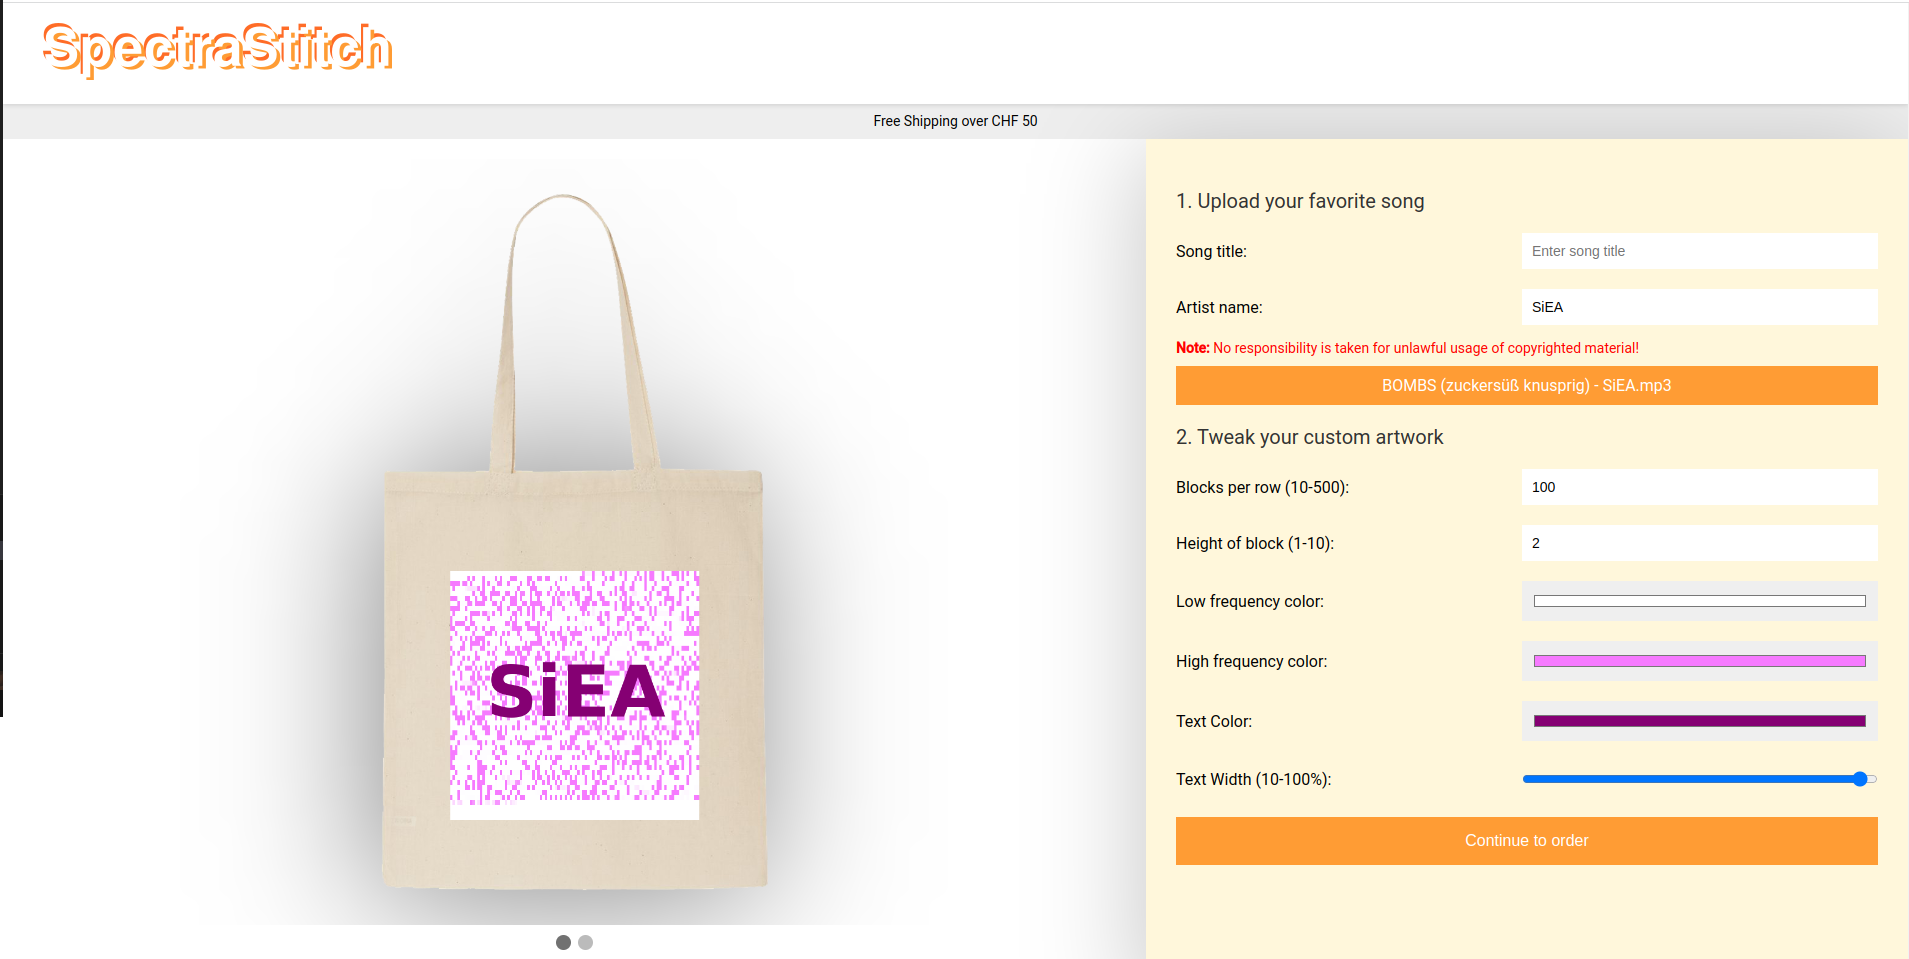 SpectraStitch
Free Shipping over CHF 50
1. Upload your favorite song
Song title:
Enter song title
Artist name:
SiEA
Note: No responsibility is taken for unlawful usage of copyrighted material!
BOMBS (zuckersüß knusprig) - SiEA.mp3
2. Tweak your custom artwork
Blocks per row (10-500):
100
Height of block (1-10):
2
Low frequency color:
High frequency color:
Text Color:
Text Width (10-100%):
Continue to order
SiEA